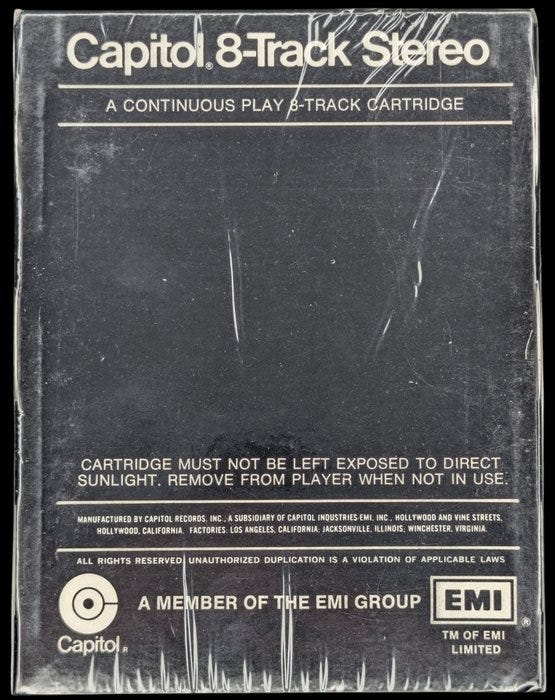 Capitol® 8-Track Stereo
A CONTINUOUS PLAY 8-TRACK CARTRIDGE
CARTRIDGE MUST NOT BE LEFT EXPOSED TO DIRECT
SUNLIGHT. REMOVE FROM PLAYER WHEN NOT IN USE.
MANUFACTURED BY CAPITOL RECORDS, INC., A SUBSIDIARY OF CAPITOL INDUSTRIES-EMI, INC., HOLLYWOOD AND VINE STREETS,
HOLLYWOOD, CALIFORNIA. FACTORIES: LOS ANGELES, CALIFORNIA; JACKSONVILLE, ILLINOIS; WINCHESTER, VIRGINIA.
ALL RIGHTS RESERVED. UNAUTHORIZED DUPLICATION IS A VIOLATION OF APPLICABLE LAWS
Capitol®
A MEMBER OF THE EMI GROUP
EMI®
TM OF EMI
LIMITED